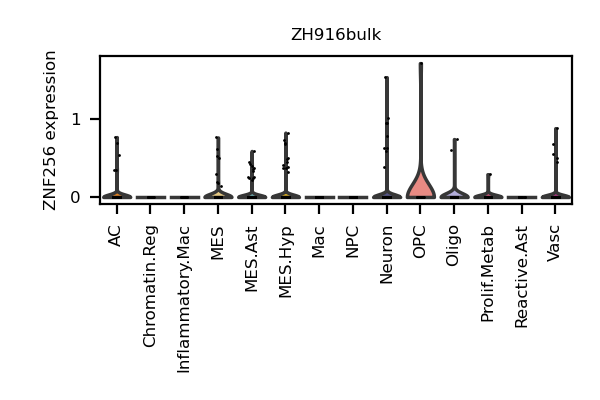 ZH916bulk
ZNF256 expression
1
0
AC
Chromatin.Reg
Inflammatory.Mac
MES
MES.Ast
MES.Hyp
Mac
NPC
Neuron
OPC
Oligo
Prolif.Metab
Reactive.Ast
Vasc